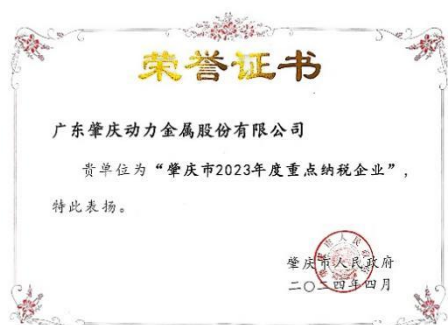 荣誉证书
广东肇庆动力金属股份有限公司
贵单位为“肇庆市2023年度重点纳税企业”,
特此表扬。
肇庆市人民政府
二〇二四年四月